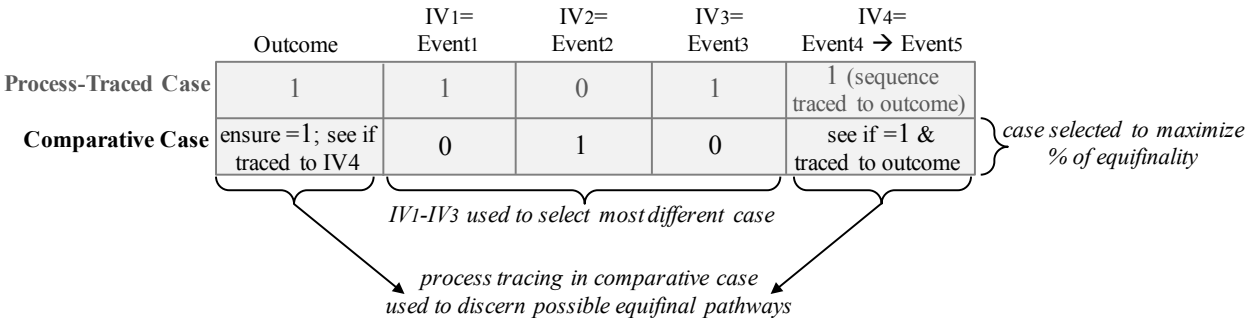 Outcome
IV1=
Event1
IV2=
Event2
IV3=
Event3
IV4=
Event4 → Event5
Process-Traced Case
1
1
0
1
1 (sequence
traced to outcome)
Comparative Case
ensure =1; see if
traced to IV4
0
1
0
see if =1 &
traced to outcome
case selected to maximize
% of equifinality
IV1-IV3 used to select most different case
process tracing in comparative case
used to discern possible equifinal pathways